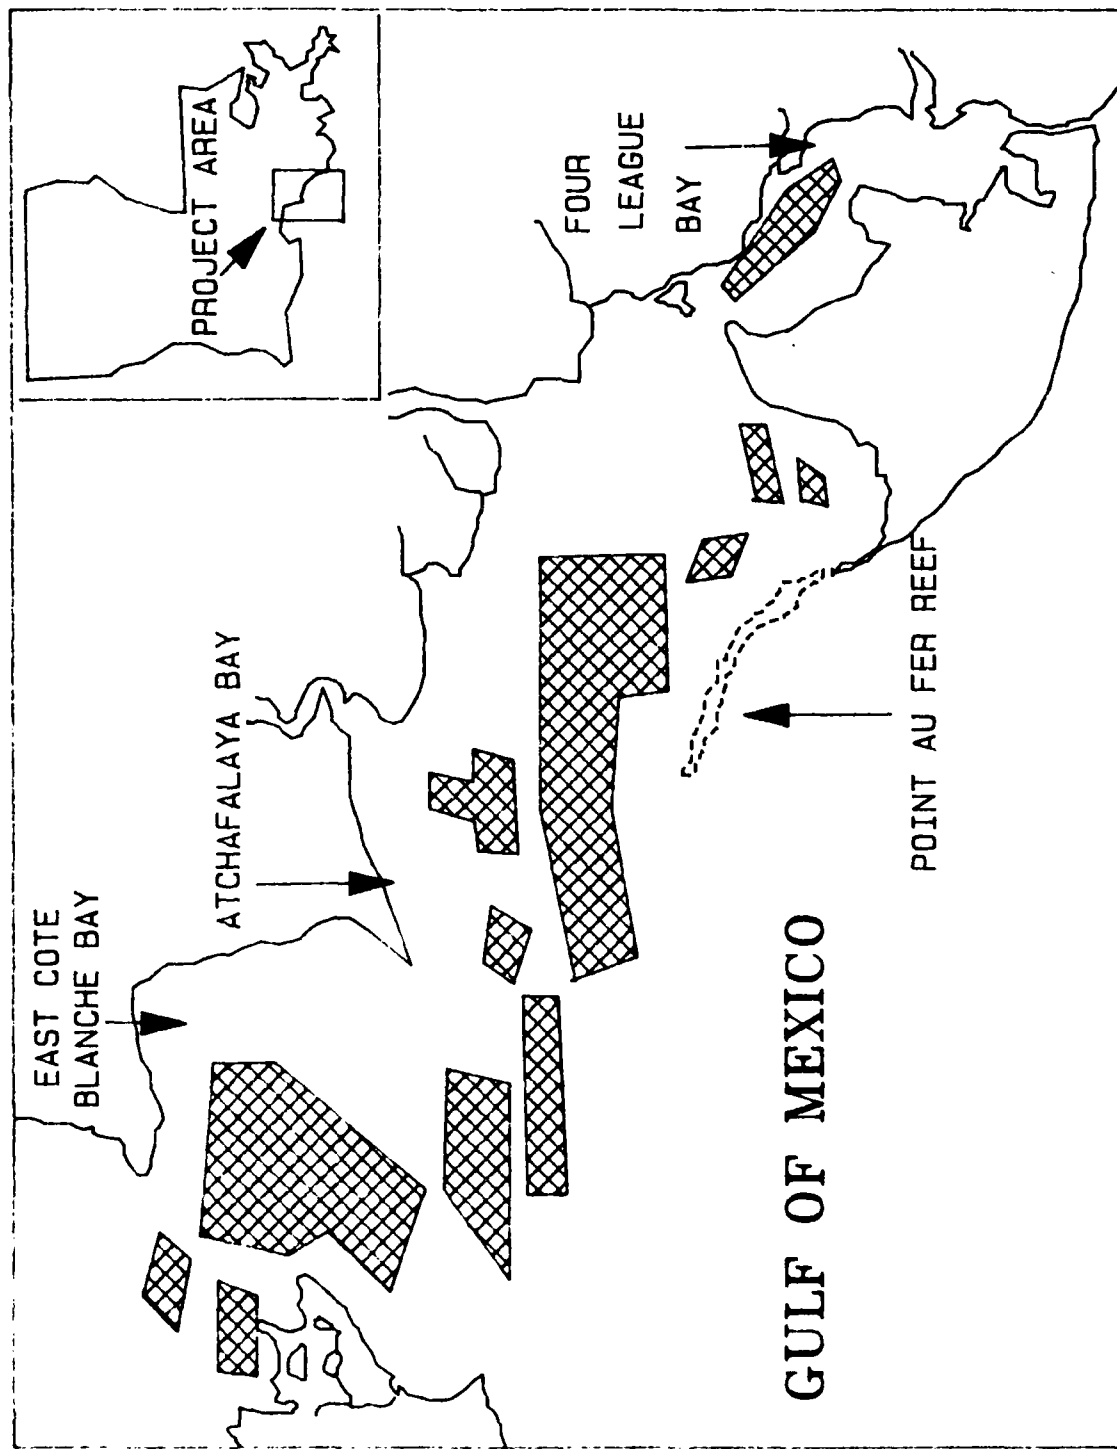 PROJECT AREA
EAST COTE
BLANCHE BAY
ATCHAFALAYA BAY
FOUR
LEAGUE
BAY
POINT AU FER REEF
GULF OF MEXICO